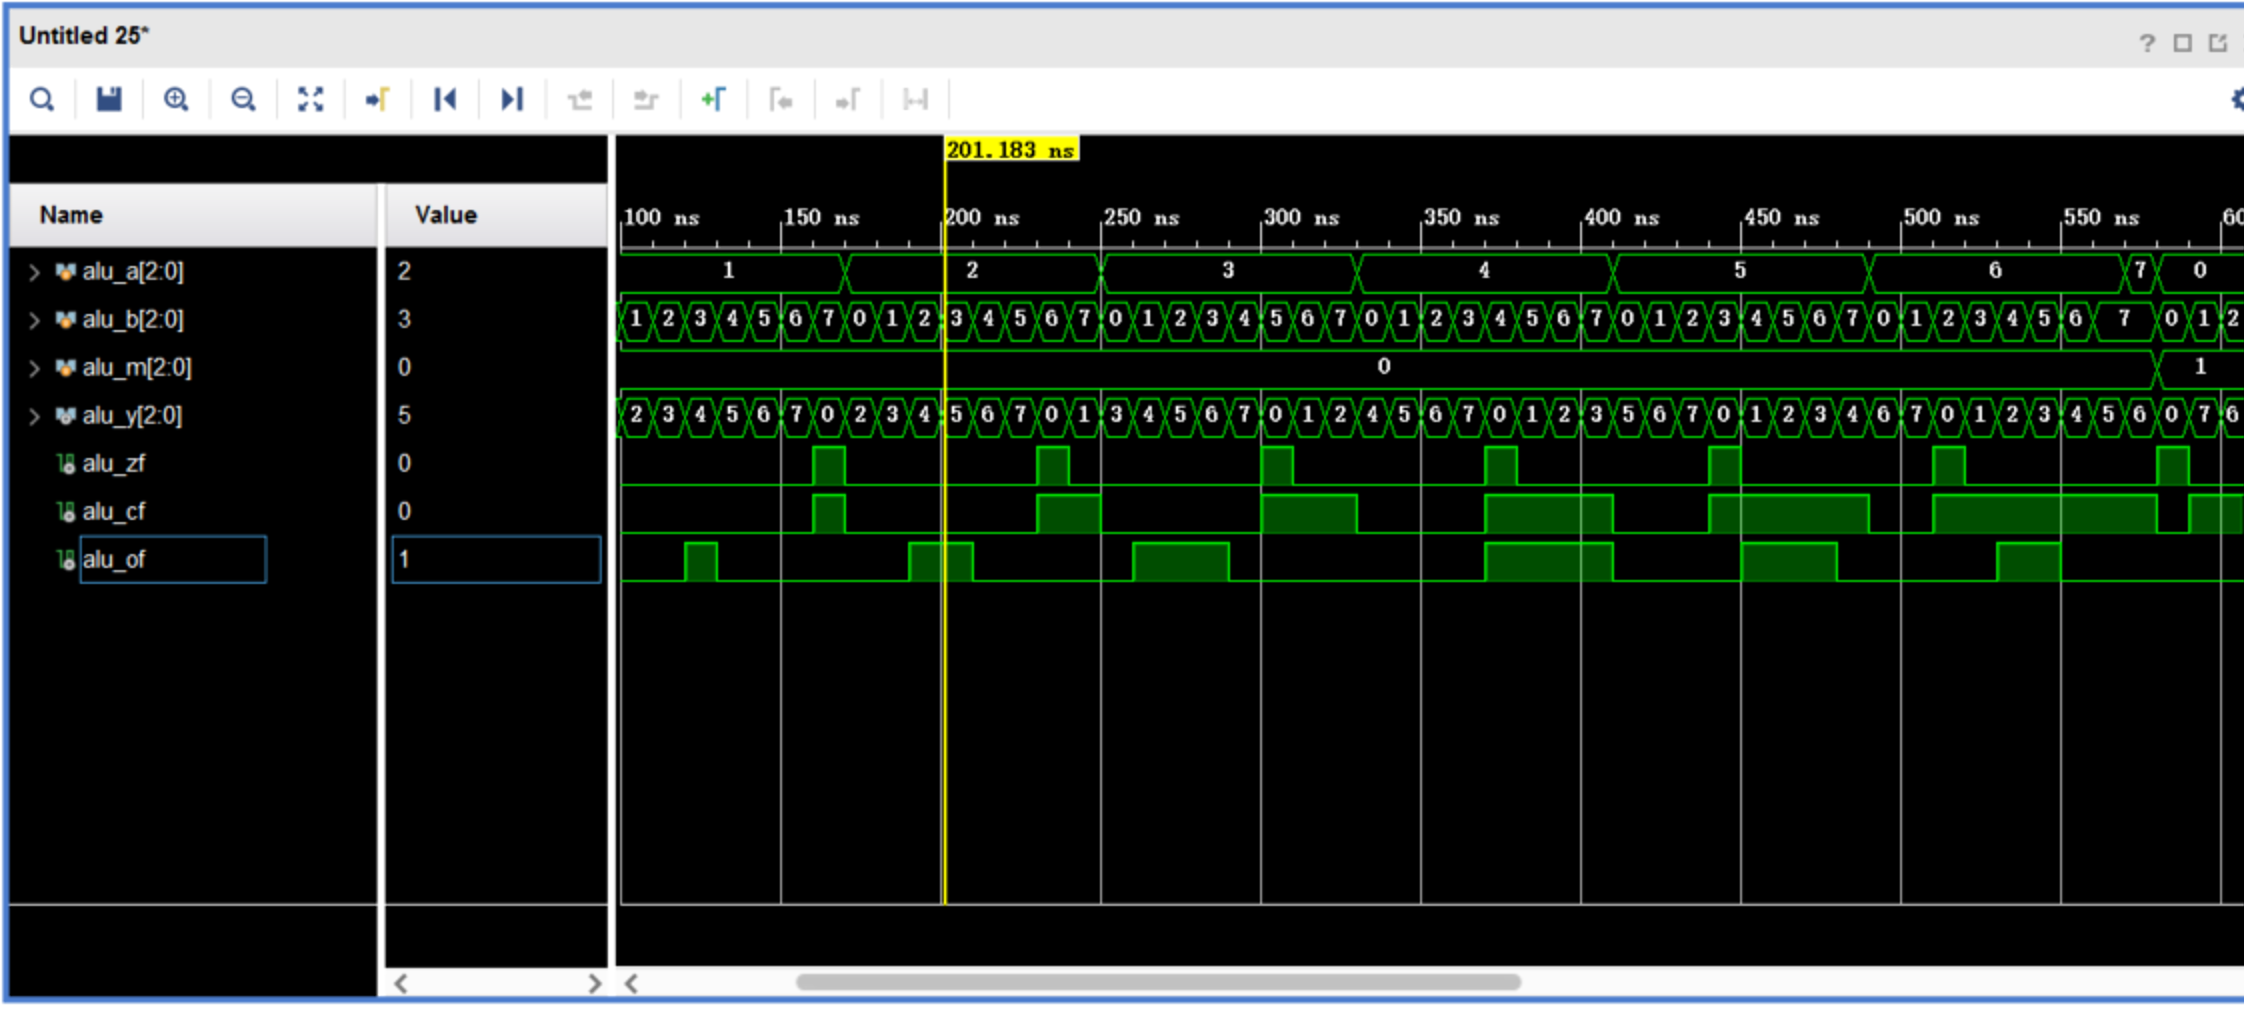 Untitled 25*
?
201.183 ns
Name Value 100 ns 150 ns 200 ns 250 ns 300 ns 350 ns 400 ns 450 ns 500 ns 550 ns 60
alu_a[2:0] 2 1 2 3 4 5 6 7 0
alu_b[2:0] 3 1 2 3 4 5 6 7 0 1 2 3 4 5 6 7 0 1 2 3 4 5 6 7 0 1 2 3 4 5 6 7 0 1 2 3 4 5 6 7 0 1 2 3 4 5 6 7 0 1 2
alu_m[2:0] 0 0 1
alu_y[2:0] 5 2 3 4 5 6 7 0 2 3 4 5 6 7 0 1 3 4 5 6 7 0 1 2 4 5 6 7 0 1 2 3 5 6 7 0 1 2 3 4 6 7 0 1 2 3 4 5 6 0 7 6
alu_zf 0
alu_cf 0
alu_of 1